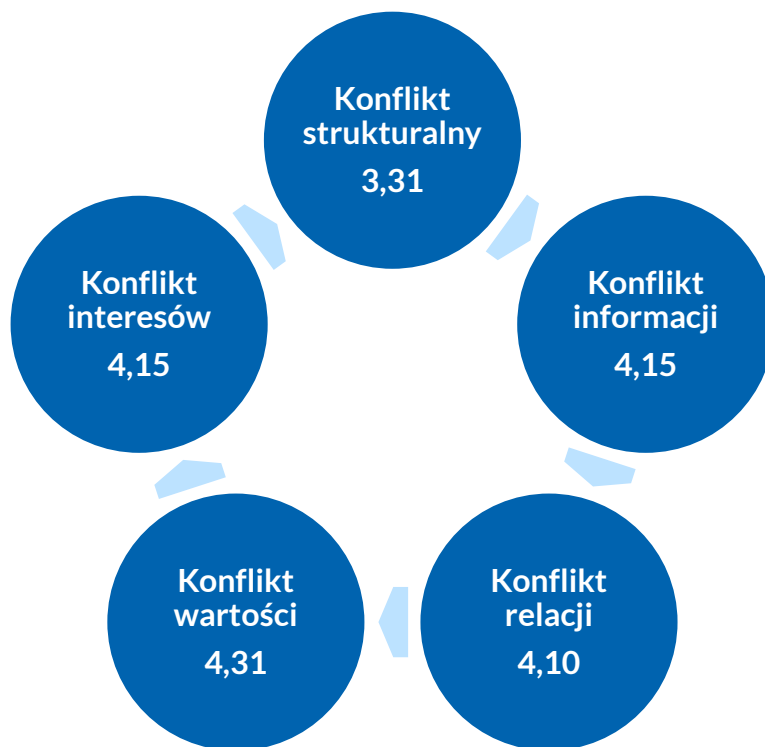 Konflikt
strukturalny
3,31
Konflikt
informacji
4,15
Konflikt
relacji
4,10
Konflikt
wartości
4,31
Konflikt
interesów
4,15